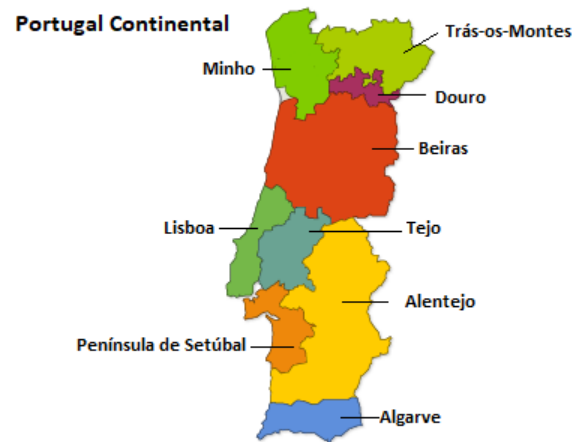 Portugal Continental
Trás-os-Montes
Minho
Douro
Beiras
Lisboa
Tejo
Alentejo
Península de Setúbal
Algarve